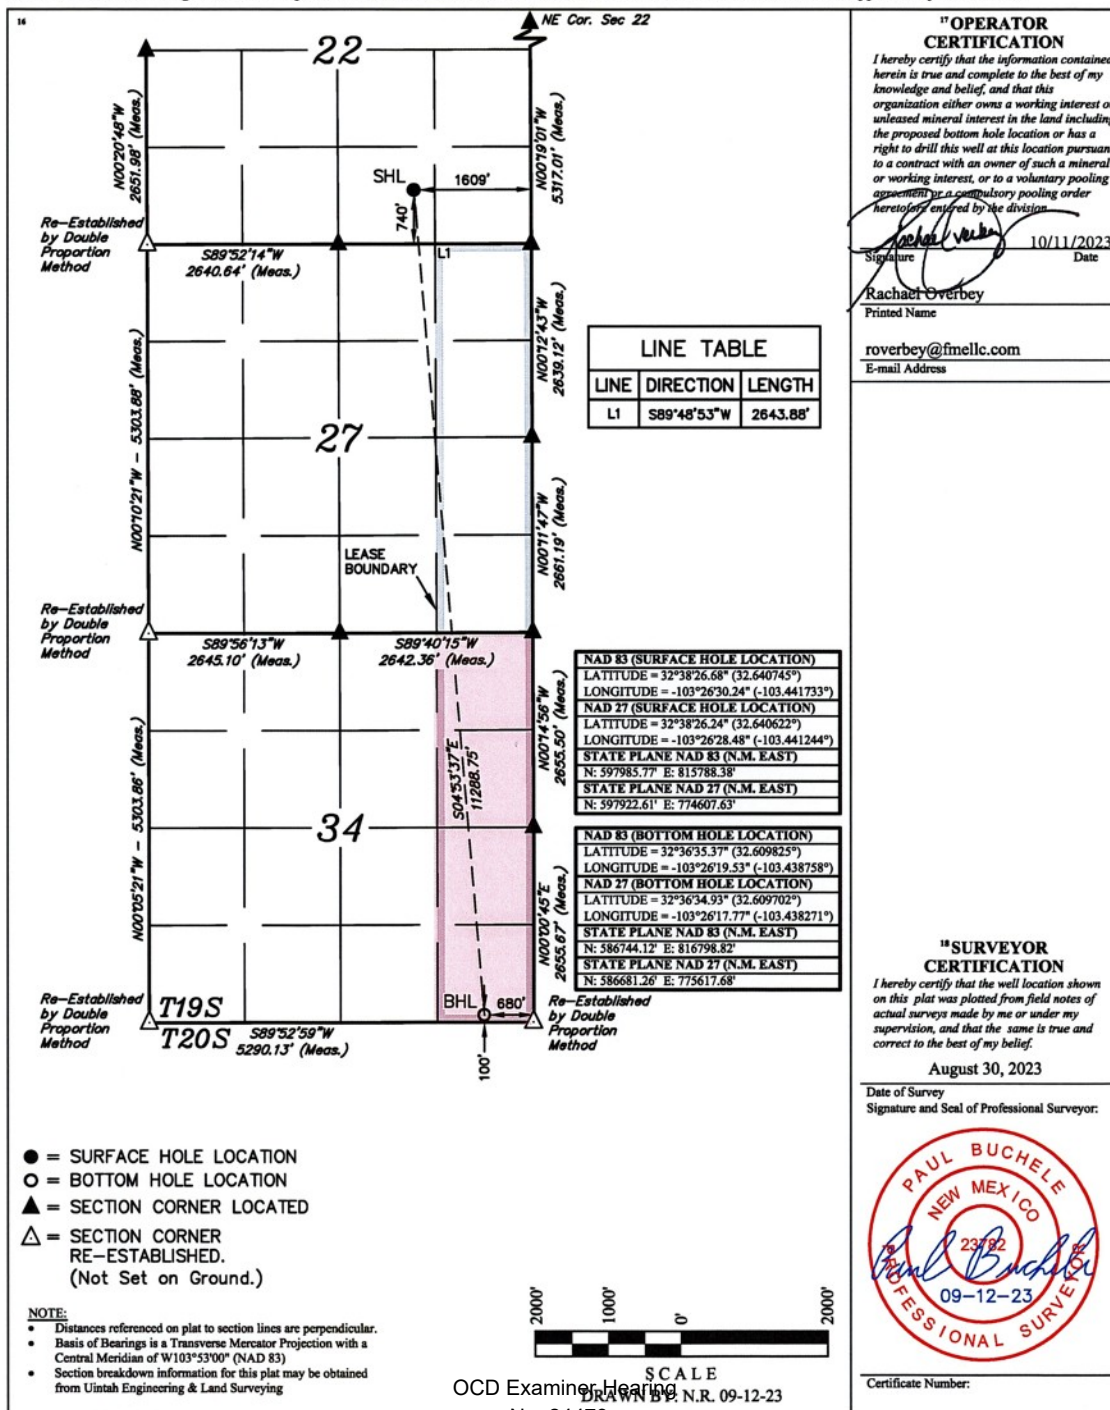 16
NE Cor. Sec 22
22
N00°20'48"W
2651.98' (Meas.)
N00°19'01"W
5317.01' (Meas.)
SHL
1609'
740'
Re-Established
by Double
Proportion
Method
S89°52'14"W
2640.64' (Meas.)
L1
N00°12'43"W
2639.12' (Meas.)
N00°10'21"W - 5303.88' (Meas.)
27
N00°11'47"W
2661.19' (Meas.)
LEASE
BOUNDARY
Re-Established
by Double
Proportion
Method
S89°56'13"W
2645.10' (Meas.)
S89°40'15"W
2642.36' (Meas.)
N00°14'56"W
2655.50' (Meas.)
S04°53'37"E
11288.75'
N00°05'21"W - 5303.86' (Meas.)
34
N00°00'45"E
2655.67' (Meas.)
BHL
680'
100'
Re-Established
by Double
Proportion
Method
T19S
T20S
S89°52'59"W
5290.13' (Meas.)
Re-Established
by Double
Proportion
Method
LINE TABLE
LINE DIRECTION LENGTH
L1 S89°48'53"W 2643.88'
NAD 83 (SURFACE HOLE LOCATION)
LATITUDE = 32°38'26.68" (32.640745°)
LONGITUDE = -103°26'30.24" (-103.441733°)
NAD 27 (SURFACE HOLE LOCATION)
LATITUDE = 32°38'26.24" (32.640622°)
LONGITUDE = -103°26'28.48" (-103.441244°)
STATE PLANE NAD 83 (N.M. EAST)
N: 597985.77' E: 815788.38'
STATE PLANE NAD 27 (N.M. EAST)
N: 597922.61' E: 774607.63'
NAD 83 (BOTTOM HOLE LOCATION)
LATITUDE = 32°36'35.37" (32.609825°)
LONGITUDE = -103°26'19.53" (-103.438758°)
NAD 27 (BOTTOM HOLE LOCATION)
LATITUDE = 32°36'34.93" (32.609702°)
LONGITUDE = -103°26'17.77" (-103.438271°)
STATE PLANE NAD 83 (N.M. EAST)
N: 586744.12' E: 816798.82'
STATE PLANE NAD 27 (N.M. EAST)
N: 586681.26' E: 775617.68'
● = SURFACE HOLE LOCATION
○ = BOTTOM HOLE LOCATION
▲ = SECTION CORNER LOCATED
△ = SECTION CORNER
RE-ESTABLISHED.
(Not Set on Ground.)
NOTE:
• Distances referenced on plat to section lines are perpendicular.
• Basis of Bearings is a Transverse Mercator Projection with a
Central Meridian of W103°53'00" (NAD 83)
• Section breakdown information for this plat may be obtained
from Uintah Engineering & Land Surveying
2000' 1000' 0' 2000'
SCALE
DRAWN BY: N.R. 09-12-23
OCD Examiner Hearing
17 OPERATOR
CERTIFICATION
I hereby certify that the information contained
herein is true and complete to the best of my
knowledge and belief, and that this
organization either owns a working interest or
unleased mineral interest in the land including
the proposed bottom hole location or has a
right to drill this well at this location pursuant
to a contract with an owner of such a mineral
or working interest, or to a voluntary pooling
agreement or a compulsory pooling order
heretofore entered by the division.
10/11/2023
Signature Date
Rachael Overbey
Printed Name
roverbey@fmellc.com
E-mail Address
18 SURVEYOR
CERTIFICATION
I hereby certify that the well location shown
on this plat was plotted from field notes of
actual surveys made by me or under my
supervision, and that the same is true and
correct to the best of my belief.
August 30, 2023
Date of Survey
Signature and Seal of Professional Surveyor:
PAUL BUCHELE
NEW MEXICO
23782
Paul Buchele
09-12-23
PROFESSIONAL SURVEYOR
Certificate Number: